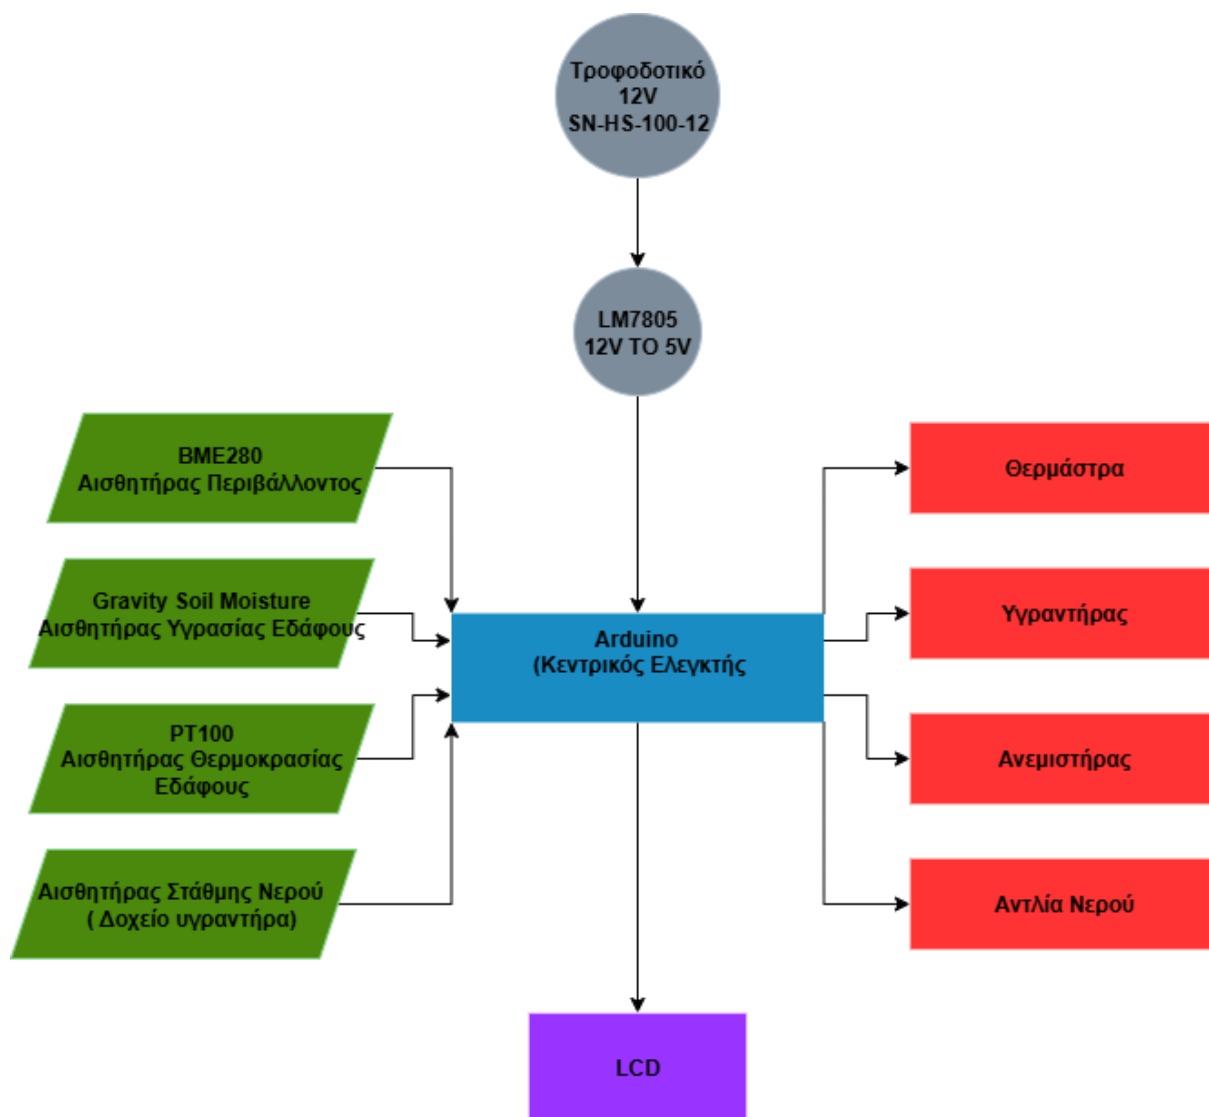 Τροφοδοτικό
12V
SN-HS-100-12
LM7805
12V TO 5V
BME280
Αισθητήρας Περιβάλλοντος
Gravity Soil Moisture
Αισθητήρας Υγρασίας Εδάφους
PT100
Αισθητήρας Θερμοκρασίας
Εδάφους
Αισθητήρας Στάθμης Νερού
( Δοχείο υγραντήρα)
Arduino
(Κεντρικός Ελεγκτής
Θερμάστρα
Υγραντήρας
Ανεμιστήρας
Αντλία Νερού
LCD